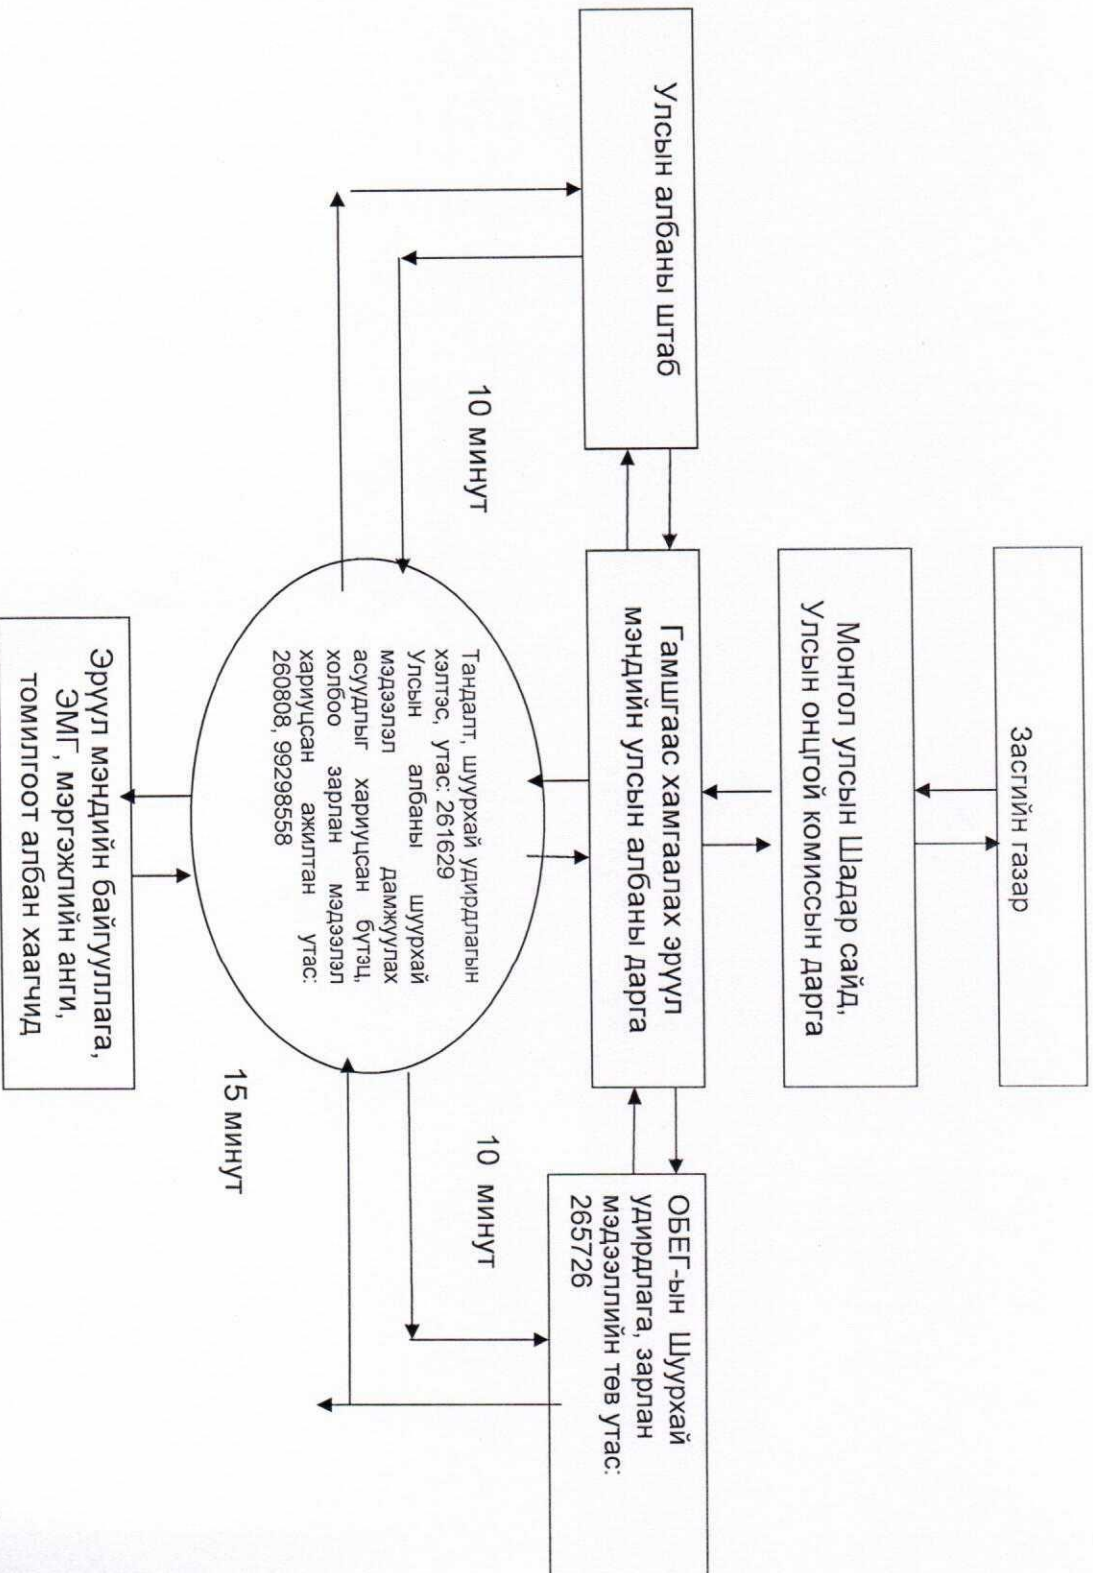 Засгийн газар
Монгол улсын Шадар сайд,
Улсын онцгой комиссын дарга
Улсын албаны штаб
Гамшгаас хамгаалах эрүүл
мэндийн улсын албаны дарга
ОБЕГ-ын Шуурхай
удирдлага, зарлан
мэдээллийн төв утас:
265726
10 минут
10 минут
Тандалт, шуурхай удирдлагын
хэлтэс, утас: 261629
Улсын албаны шуурхай
мэдээлэл дамжуулах
асуудлыг хариуцсан бүтэц,
холбоо зарлан мэдээлэл
хариуцсан ажилтан утас:
260808, 99298558
15 минут
Эрүүл мэндийн байгууллага,
ЭМГ, мэргэжлийн анги,
томилгоот албан хаагчид